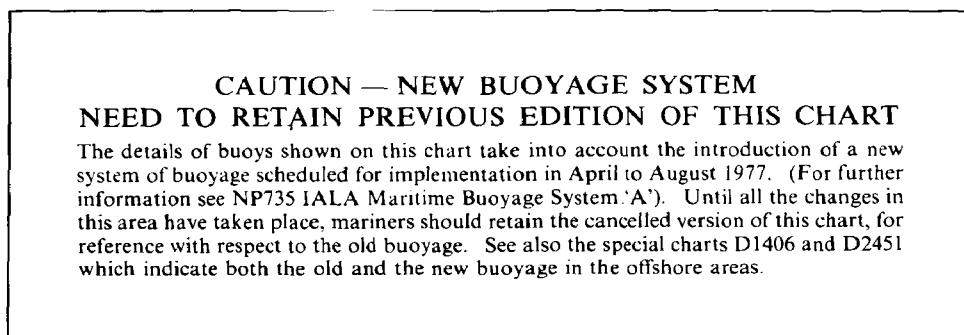 CAUTION — NEW BUOYAGE SYSTEM
NEED TO RETAIN PREVIOUS EDITION OF THIS CHART
The details of buoys shown on this chart take into account the introduction of a new
system of buoyage scheduled for implementation in April to August 1977. (For further
information see NP735 IALA Maritime Buoyage System 'A'). Until all the changes in
this area have taken place, mariners should retain the cancelled version of this chart, for
reference with respect to the old buoyage. See also the special charts D1406 and D2451
which indicate both the old and the new buoyage in the offshore areas.